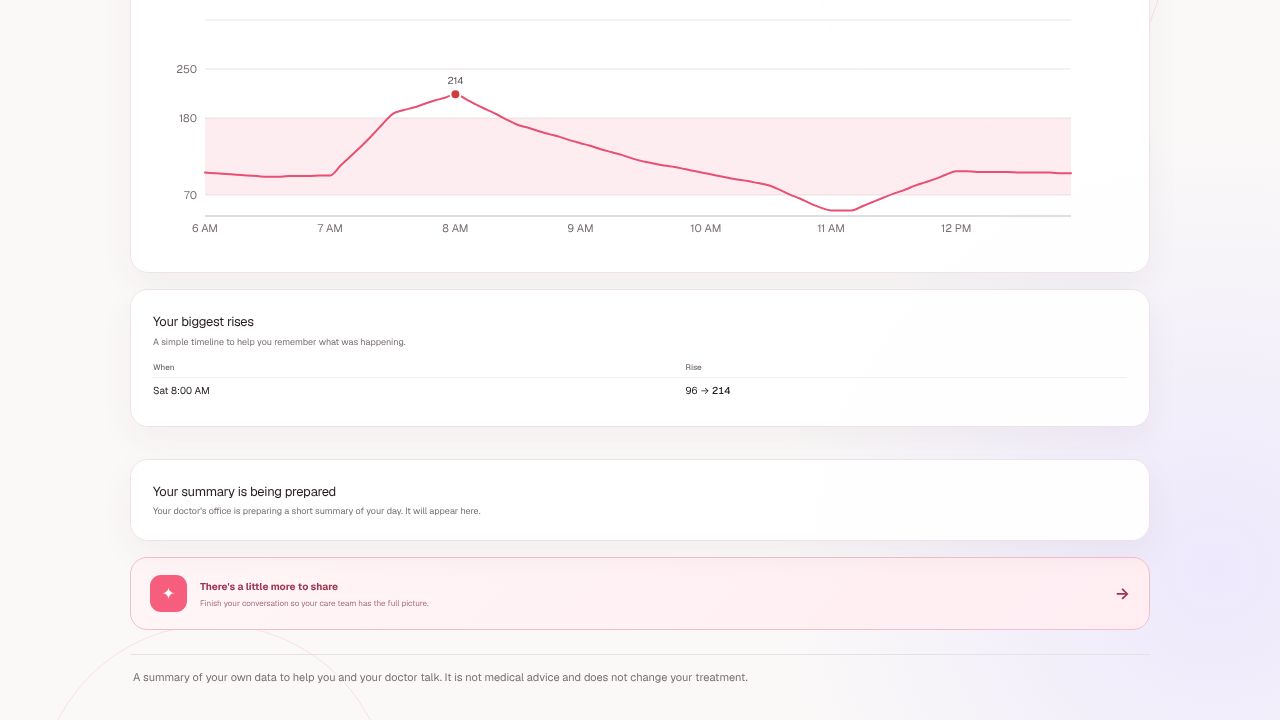 250
214
180
70
6 AM 7 AM 8 AM 9 AM 10 AM 11 AM 12 PM
Your biggest rises
A simple timeline to help you remember what was happening.
When Rise
Sat 8:00 AM 96 → 214
Your summary is being prepared
Your doctor's office is preparing a short summary of your day. It will appear here.
There's a little more to share
Finish your conversation so your care team has the full picture.
A summary of your own data to help you and your doctor talk. It is not medical advice and does not change your treatment.